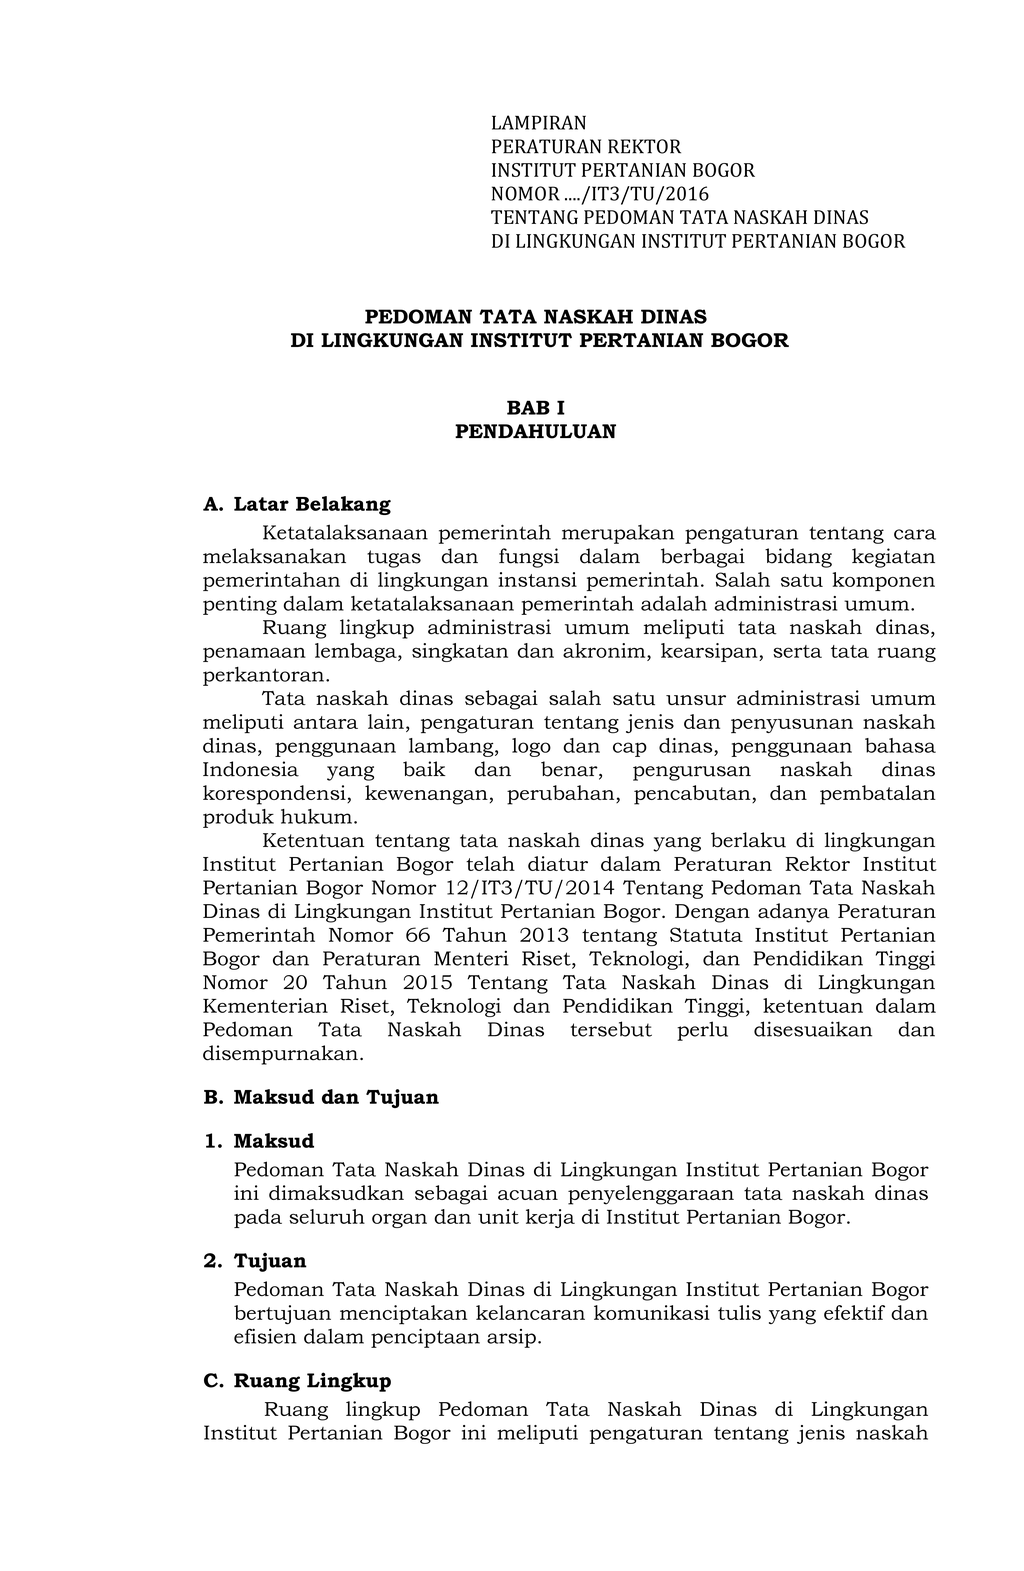 LAMPIRAN
PERATURAN REKTOR
INSTITUT PERTANIAN BOGOR
NOMOR ..../IT3/TU/2016
TENTANG PEDOMAN TATA NASKAH DINAS
DI LINGKUNGAN INSTITUT PERTANIAN BOGOR
PEDOMAN TATA NASKAH DINAS
DI LINGKUNGAN INSTITUT PERTANIAN BOGOR
BAB I
PENDAHULUAN
A. Latar Belakang
Ketatalaksanaan pemerintah merupakan pengaturan tentang cara
melaksanakan tugas dan fungsi dalam berbagai bidang kegiatan
pemerintahan di lingkungan instansi pemerintah. Salah satu komponen
penting dalam ketatalaksanaan pemerintah adalah administrasi umum.
Ruang lingkup administrasi umum meliputi tata naskah dinas,
penamaan lembaga, singkatan dan akronim, kearsipan, serta tata ruang
perkantoran.
Tata naskah dinas sebagai salah satu unsur administrasi umum
meliputi antara lain, pengaturan tentang jenis dan penyusunan naskah
dinas, penggunaan lambang, logo dan cap dinas, penggunaan bahasa
Indonesia yang baik dan benar, pengurusan naskah dinas
korespondensi, kewenangan, perubahan, pencabutan, dan pembatalan
produk hukum.
Ketentuan tentang tata naskah dinas yang berlaku di lingkungan
Institut Pertanian Bogor telah diatur dalam Peraturan Rektor Institut
Pertanian Bogor Nomor 12/IT3/TU/2014 Tentang Pedoman Tata Naskah
Dinas di Lingkungan Institut Pertanian Bogor. Dengan adanya Peraturan
Pemerintah Nomor 66 Tahun 2013 tentang Statuta Institut Pertanian
Bogor dan Peraturan Menteri Riset, Teknologi, dan Pendidikan Tinggi
Nomor 20 Tahun 2015 Tentang Tata Naskah Dinas di Lingkungan
Kementerian Riset, Teknologi dan Pendidikan Tinggi, ketentuan dalam
Pedoman Tata Naskah Dinas tersebut perlu disesuaikan dan
disempurnakan.
B. Maksud dan Tujuan
1. Maksud
Pedoman Tata Naskah Dinas di Lingkungan Institut Pertanian Bogor
ini dimaksudkan sebagai acuan penyelenggaraan tata naskah dinas
pada seluruh organ dan unit kerja di Institut Pertanian Bogor.
2. Tujuan
Pedoman Tata Naskah Dinas di Lingkungan Institut Pertanian Bogor
bertujuan menciptakan kelancaran komunikasi tulis yang efektif dan
efisien dalam penciptaan arsip.
C. Ruang Lingkup
Ruang lingkup Pedoman Tata Naskah Dinas di Lingkungan
Institut Pertanian Bogor ini meliputi pengaturan tentang jenis naskah